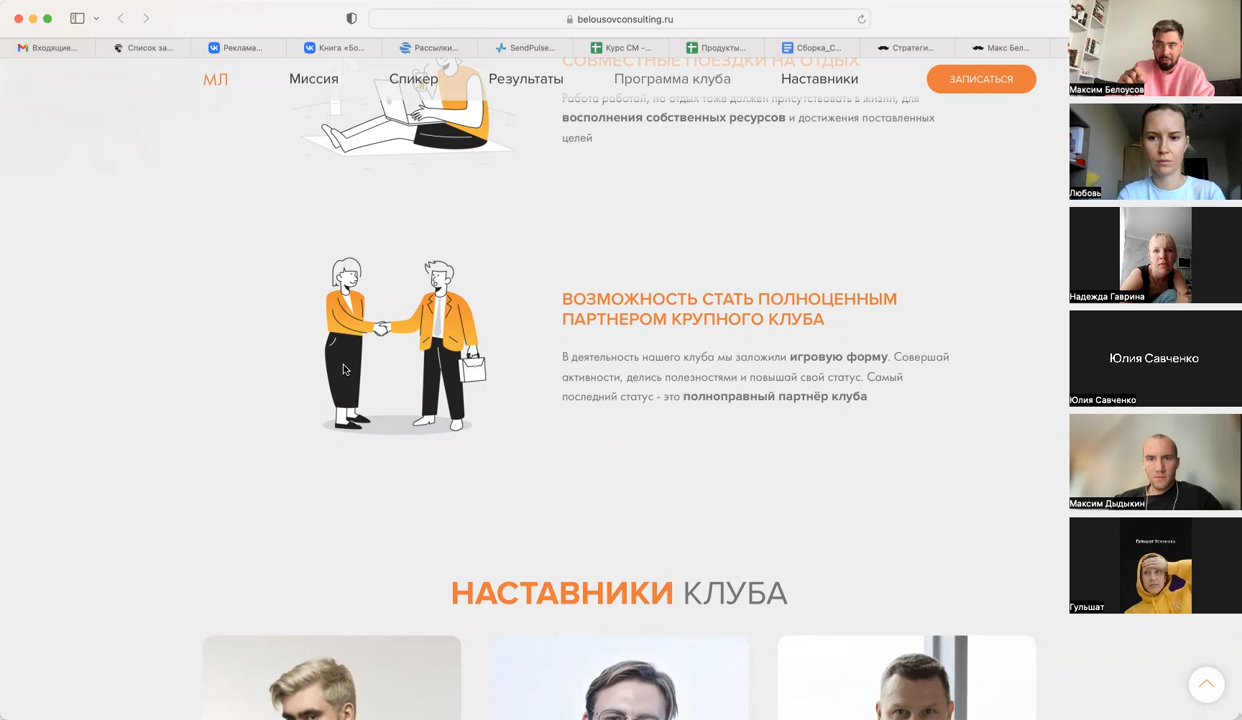 belousovconsulting.ru
Входящие...
Список за...
Реклама...
Книга «Бо...
Рассылки...
SendPulse...
Курс СМ -...
Продукты...
Сборка_С...
Стратеги...
Макс Бел...
СОВМЕСТНЫЕ ПОЕЗДКИ НА ОТДЫХ
МЛ
Миссия
Спикер
Результаты
Программа клуба
Наставники
ЗАПИСАТЬСЯ
Работа работой, но отдых тоже должен присутствовать в жизни, для
восполнения собственных ресурсов и достижения поставленных
целей
ВОЗМОЖНОСТЬ СТАТЬ ПОЛНОЦЕННЫМ
ПАРТНЕРОМ КРУПНОГО КЛУБА
В деятельность нашего клуба мы заложили игровую форму. Совершай
активности, делись полезностями и повышай свой статус. Самый
последний статус - это полноправный партнёр клуба
НАСТАВНИКИ КЛУБА
Максим Белоусов
Любовь
Надежда Гаврина
Юлия Савченко
Юлия Савченко
Максим Дыдыкин
Гульшат